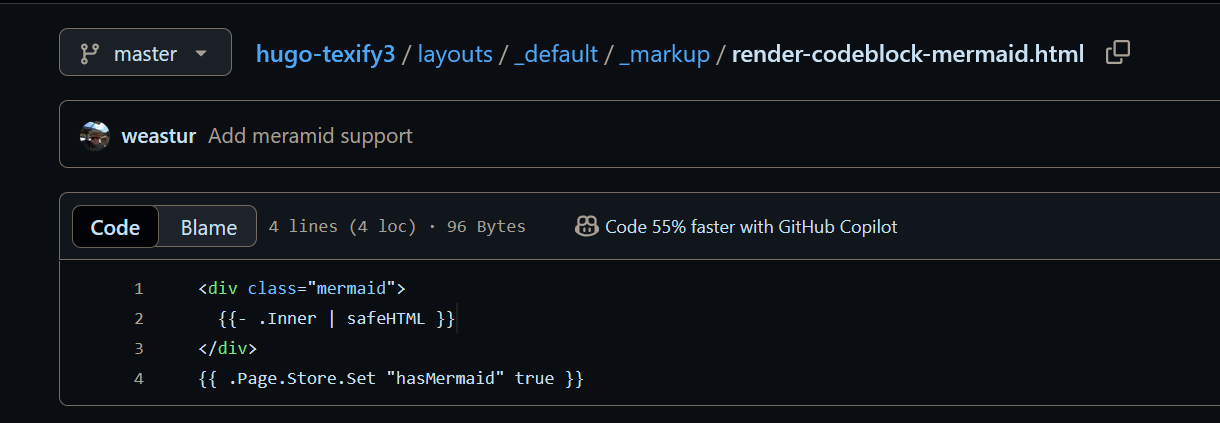 master hugo-texify3 / layouts / _default / _markup / render-codeblock-mermaid.html
weastur Add meramid support
Code Blame 4 lines (4 loc) · 96 Bytes Code 55% faster with GitHub Copilot
1 <div class="mermaid">
2   {{- .Inner | safeHTML }}
3 </div>
4 {{ .Page.Store.Set "hasMermaid" true }}